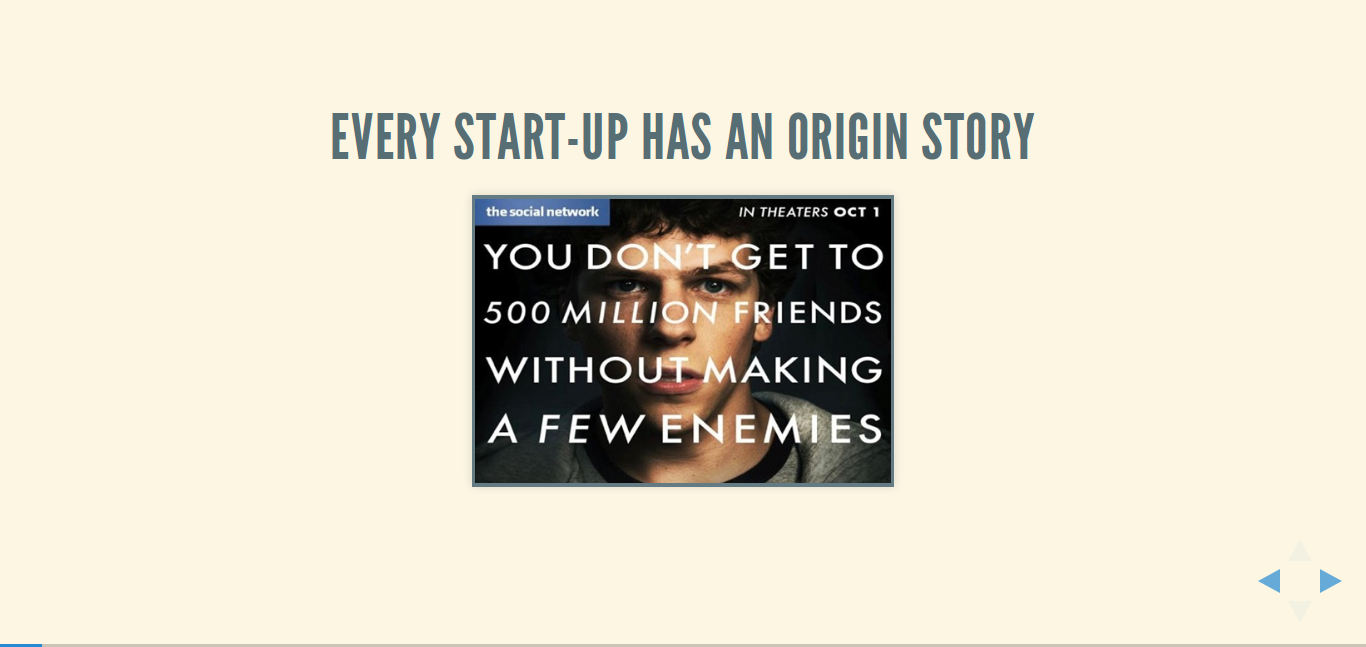 EVERY START-UP HAS AN ORIGIN STORY
the social network
IN THEATERS OCT 1
YOU DON'T GET TO
500 MILLION FRIENDS
WITHOUT MAKING
A FEW ENEMIES